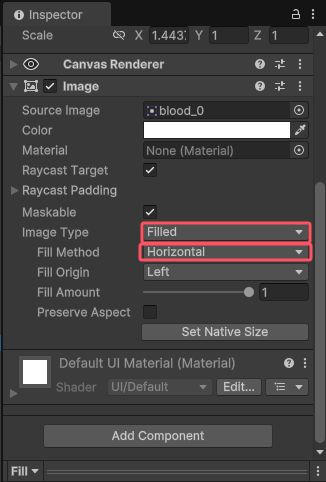 Inspector
Scale X 1.4437 Y 1 Z 1
Canvas Renderer
Image
Source Image blood_0
Color
Material None (Material)
Raycast Target
Raycast Padding
Maskable
Image Type Filled
Fill Method Horizontal
Fill Origin Left
Fill Amount 1
Preserve Aspect
Set Native Size
Default UI Material (Material)
Shader UI/Default Edit...
Add Component
Fill